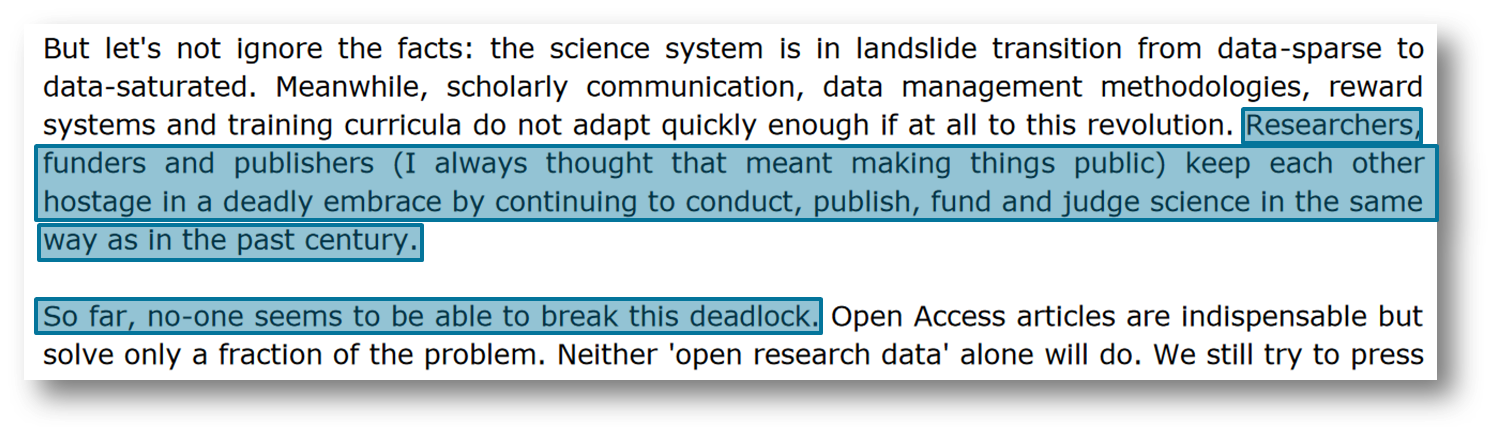 But let's not ignore the facts: the science system is in landslide transition from data-sparse to
data-saturated. Meanwhile, scholarly communication, data management methodologies, reward
systems and training curricula do not adapt quickly enough if at all to this revolution. Researchers,
funders and publishers (I always thought that meant making things public) keep each other
hostage in a deadly embrace by continuing to conduct, publish, fund and judge science in the same
way as in the past century.
So far, no-one seems to be able to break this deadlock. Open Access articles are indispensable but
solve only a fraction of the problem. Neither 'open research data' alone will do. We still try to press